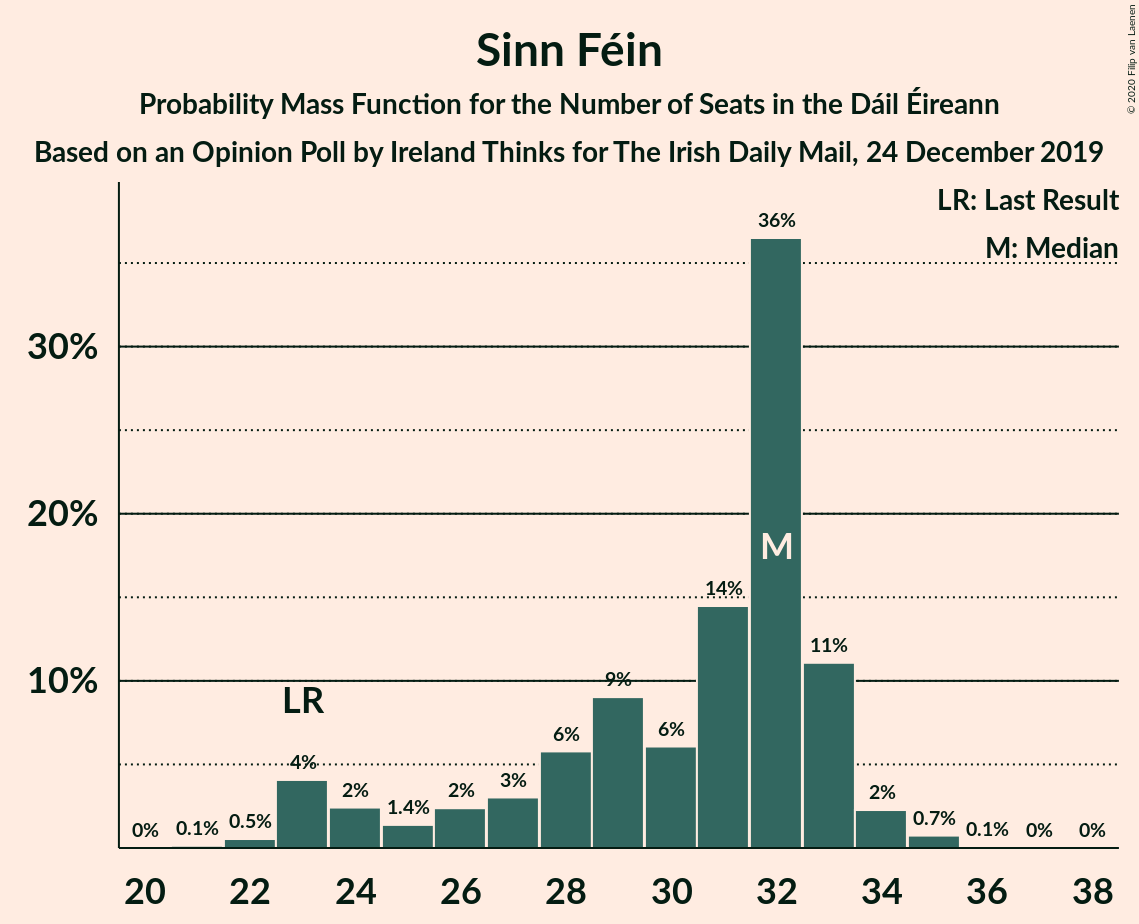 Sinn Féin
Probability Mass Function for the Number of Seats in the Dáil Éireann
Based on an Opinion Poll by Ireland Thinks for The Irish Daily Mail, 24 December 2019
© 2020 Filip van Laenen
LR: Last Result
M: Median
30%
20%
10%
0%
0.1%
0.5%
LR
4%
2%
1.4%
2%
3%
6%
9%
6%
14%
36%
M
11%
2%
0.7%
0.1%
0%
0%
20 22 24 26 28 30 32 34 36 38